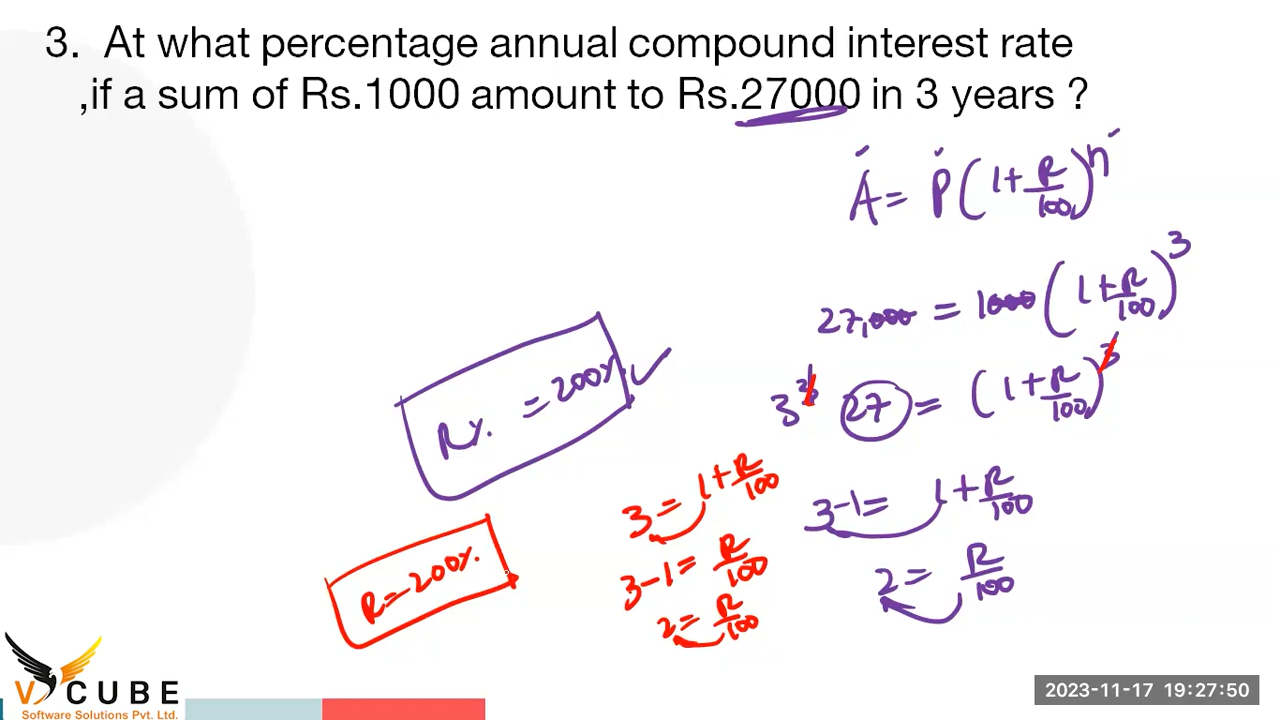 3. At what percentage annual compound interest rate
,if a sum of Rs.1000 amount to Rs.27000 in 3 years ?
A = P(1+R/100)^n
27,000 = 1000(1+R/100)^3
3^3 27 = (1+R/100)^3
3-1 = 1+R/100
2 = R/100
R%. = 200%.
3 = 1+R/100
3-1 = R/100
2 = R/100
R=200%.
V CUBE
Software Solutions Pvt. Ltd.
2023-11-17 19:27:50